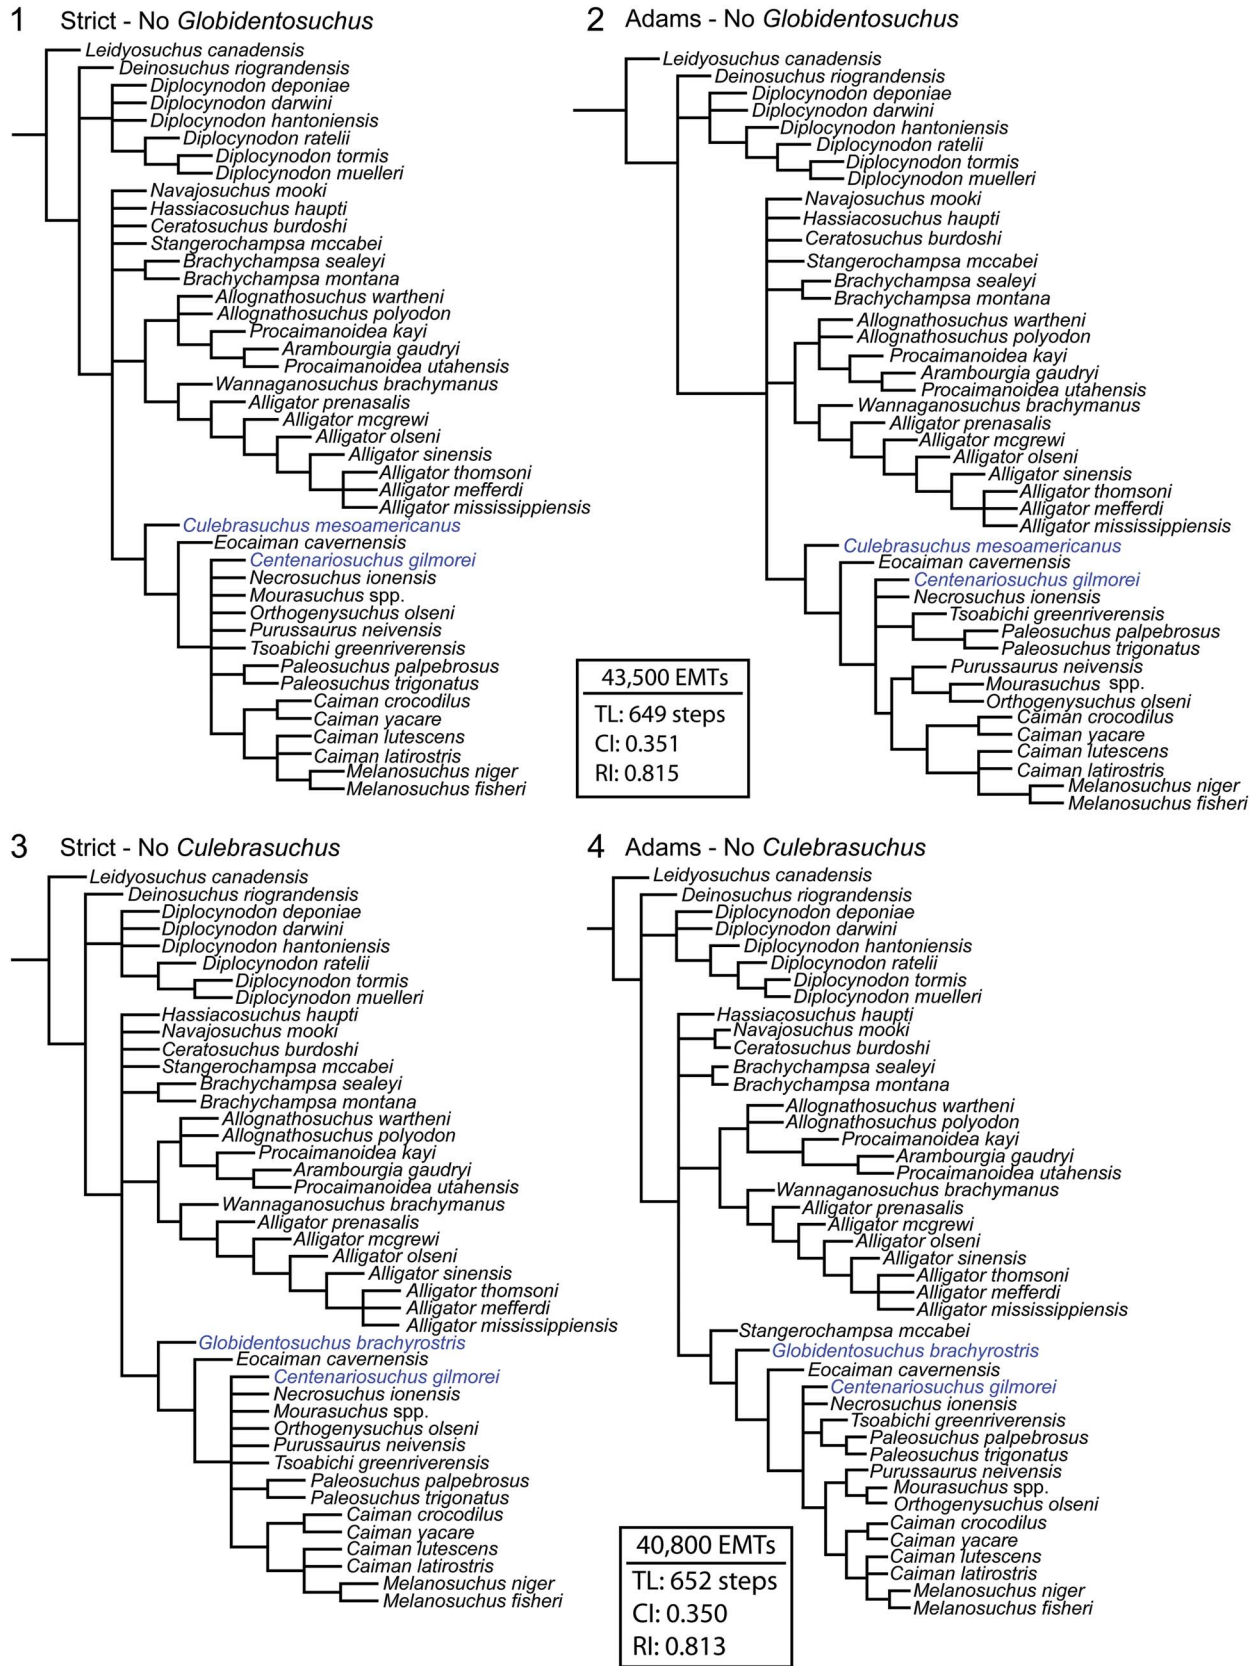 1 Strict - No Globidentosuchus
Leidyosuchus canadensis
Deinosuchus riograndensis
Diplocynodon deponiae
Diplocynodon darwini
Diplocynodon hantoniensis
Diplocynodon ratelii
Diplocynodon tormis
Diplocynodon muelleri
Navajosuchus mooki
Hassiacosuchus haupti
Ceratosuchus burdoshi
Stangerochampsa mccabei
Brachychampsa sealeyi
Brachychampsa montana
Allognathosuchus wartheni
Allognathosuchus polyodon
Procaimanoidea kayi
Arambourgia gaudryi
Procaimanoidea utahensis
Wannaganosuchus brachymanus
Alligator prenasalis
Alligator mcgrewi
Alligator olseni
Alligator sinensis
Alligator thomsoni
Alligator mefferdi
Alligator mississippiensis
Culebrasuchus mesoamericanus
Eocaiman cavernensis
Centenariosuchus gilmorei
Necrosuchus ionensis
Mourasuchus spp.
Orthogenysuchus olseni
Purussaurus neivensis
Tsoabichi greenriverensis
Paleosuchus palpebrosus
Paleosuchus trigonatus
Caiman crocodilus
Caiman yacare
Caiman lutescens
Caiman latirostris
Melanosuchus niger
Melanosuchus fisheri
2 Adams - No Globidentosuchus
Leidyosuchus canadensis
Deinosuchus riograndensis
Diplocynodon deponiae
Diplocynodon darwini
Diplocynodon hantoniensis
Diplocynodon ratelii
Diplocynodon tormis
Diplocynodon muelleri
Navajosuchus mooki
Hassiacosuchus haupti
Ceratosuchus burdoshi
Stangerochampsa mccabei
Brachychampsa sealeyi
Brachychampsa montana
Allognathosuchus wartheni
Allognathosuchus polyodon
Procaimanoidea kayi
Arambourgia gaudryi
Procaimanoidea utahensis
Wannaganosuchus brachymanus
Alligator prenasalis
Alligator mcgrewi
Alligator olseni
Alligator sinensis
Alligator thomsoni
Alligator mefferdi
Alligator mississippiensis
Culebrasuchus mesoamericanus
Eocaiman cavernensis
Centenariosuchus gilmorei
Necrosuchus ionensis
Tsoabichi greenriverensis
Paleosuchus palpebrosus
Paleosuchus trigonatus
Purussaurus neivensis
Mourasuchus spp.
Orthogenysuchus olseni
Caiman crocodilus
Caiman yacare
Caiman lutescens
Caiman latirostris
Melanosuchus niger
Melanosuchus fisheri
43,500 EMTs
TL: 649 steps
CI: 0.351
RI: 0.815
3 Strict - No Culebrasuchus
Leidyosuchus canadensis
Deinosuchus riograndensis
Diplocynodon deponiae
Diplocynodon darwini
Diplocynodon hantoniensis
Diplocynodon ratelii
Diplocynodon tormis
Diplocynodon muelleri
Hassiacosuchus haupti
Navajosuchus mooki
Ceratosuchus burdoshi
Stangerochampsa mccabei
Brachychampsa sealeyi
Brachychampsa montana
Allognathosuchus wartheni
Allognathosuchus polyodon
Procaimanoidea kayi
Arambourgia gaudryi
Procaimanoidea utahensis
Wannaganosuchus brachymanus
Alligator prenasalis
Alligator mcgrewi
Alligator olseni
Alligator sinensis
Alligator thomsoni
Alligator mefferdi
Alligator mississippiensis
Globidentosuchus brachyrostris
Eocaiman cavernensis
Centenariosuchus gilmorei
Necrosuchus ionensis
Mourasuchus spp.
Orthogenysuchus olseni
Purussaurus neivensis
Tsoabichi greenriverensis
Paleosuchus palpebrosus
Paleosuchus trigonatus
Caiman crocodilus
Caiman yacare
Caiman lutescens
Caiman latirostris
Melanosuchus niger
Melanosuchus fisheri
4 Adams - No Culebrasuchus
Leidyosuchus canadensis
Deinosuchus riograndensis
Diplocynodon deponiae
Diplocynodon darwini
Diplocynodon hantoniensis
Diplocynodon ratelii
Diplocynodon tormis
Diplocynodon muelleri
Hassiacosuchus haupti
Navajosuchus mooki
Ceratosuchus burdoshi
Brachychampsa sealeyi
Brachychampsa montana
Allognathosuchus wartheni
Allognathosuchus polyodon
Procaimanoidea kayi
Arambourgia gaudryi
Procaimanoidea utahensis
Wannaganosuchus brachymanus
Alligator prenasalis
Alligator mcgrewi
Alligator olseni
Alligator sinensis
Alligator thomsoni
Alligator mefferdi
Alligator mississippiensis
Stangerochampsa mccabei
Globidentosuchus brachyrostris
Eocaiman cavernensis
Centenariosuchus gilmorei
Necrosuchus ionensis
Tsoabichi greenriverensis
Paleosuchus palpebrosus
Paleosuchus trigonatus
Purussaurus neivensis
Mourasuchus spp.
Orthogenysuchus olseni
Caiman crocodilus
Caiman yacare
Caiman lutescens
Caiman latirostris
Melanosuchus niger
Melanosuchus fisheri
40,800 EMTs
TL: 652 steps
CI: 0.350
RI: 0.813